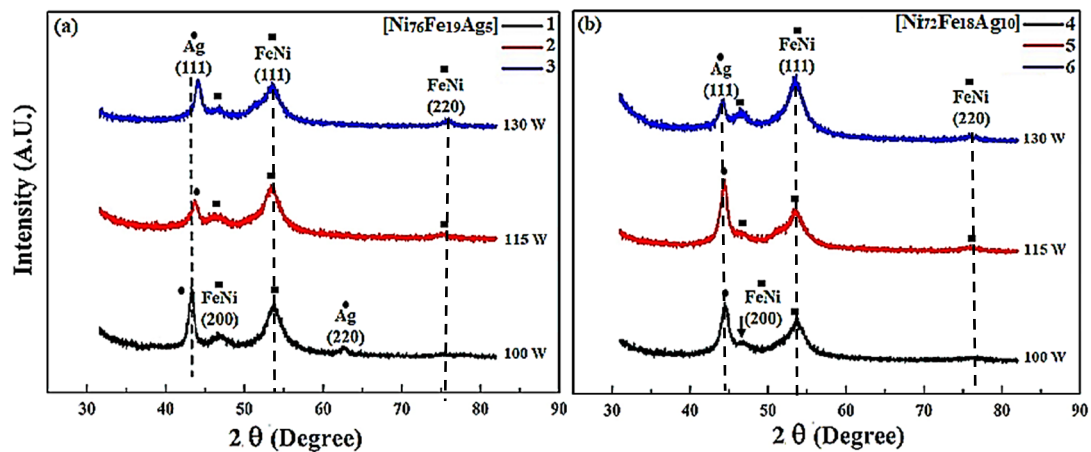 (a)
[Ni76Fe19Ag5]
1
2
3
Ag
(111)
FeNi
(111)
FeNi
(220)
130 W
115 W
FeNi
(200)
Ag
(220)
100 W
30 40 50 60 70 80 90
2 θ (Degree)
Intensity (A.U.)
(b)
[Ni72Fe18Ag10]
4
5
6
Ag
(111)
FeNi
(111)
FeNi
(220)
130 W
115 W
FeNi
(200)
100 W
30 40 50 60 70 80 90
2 θ (Degree)